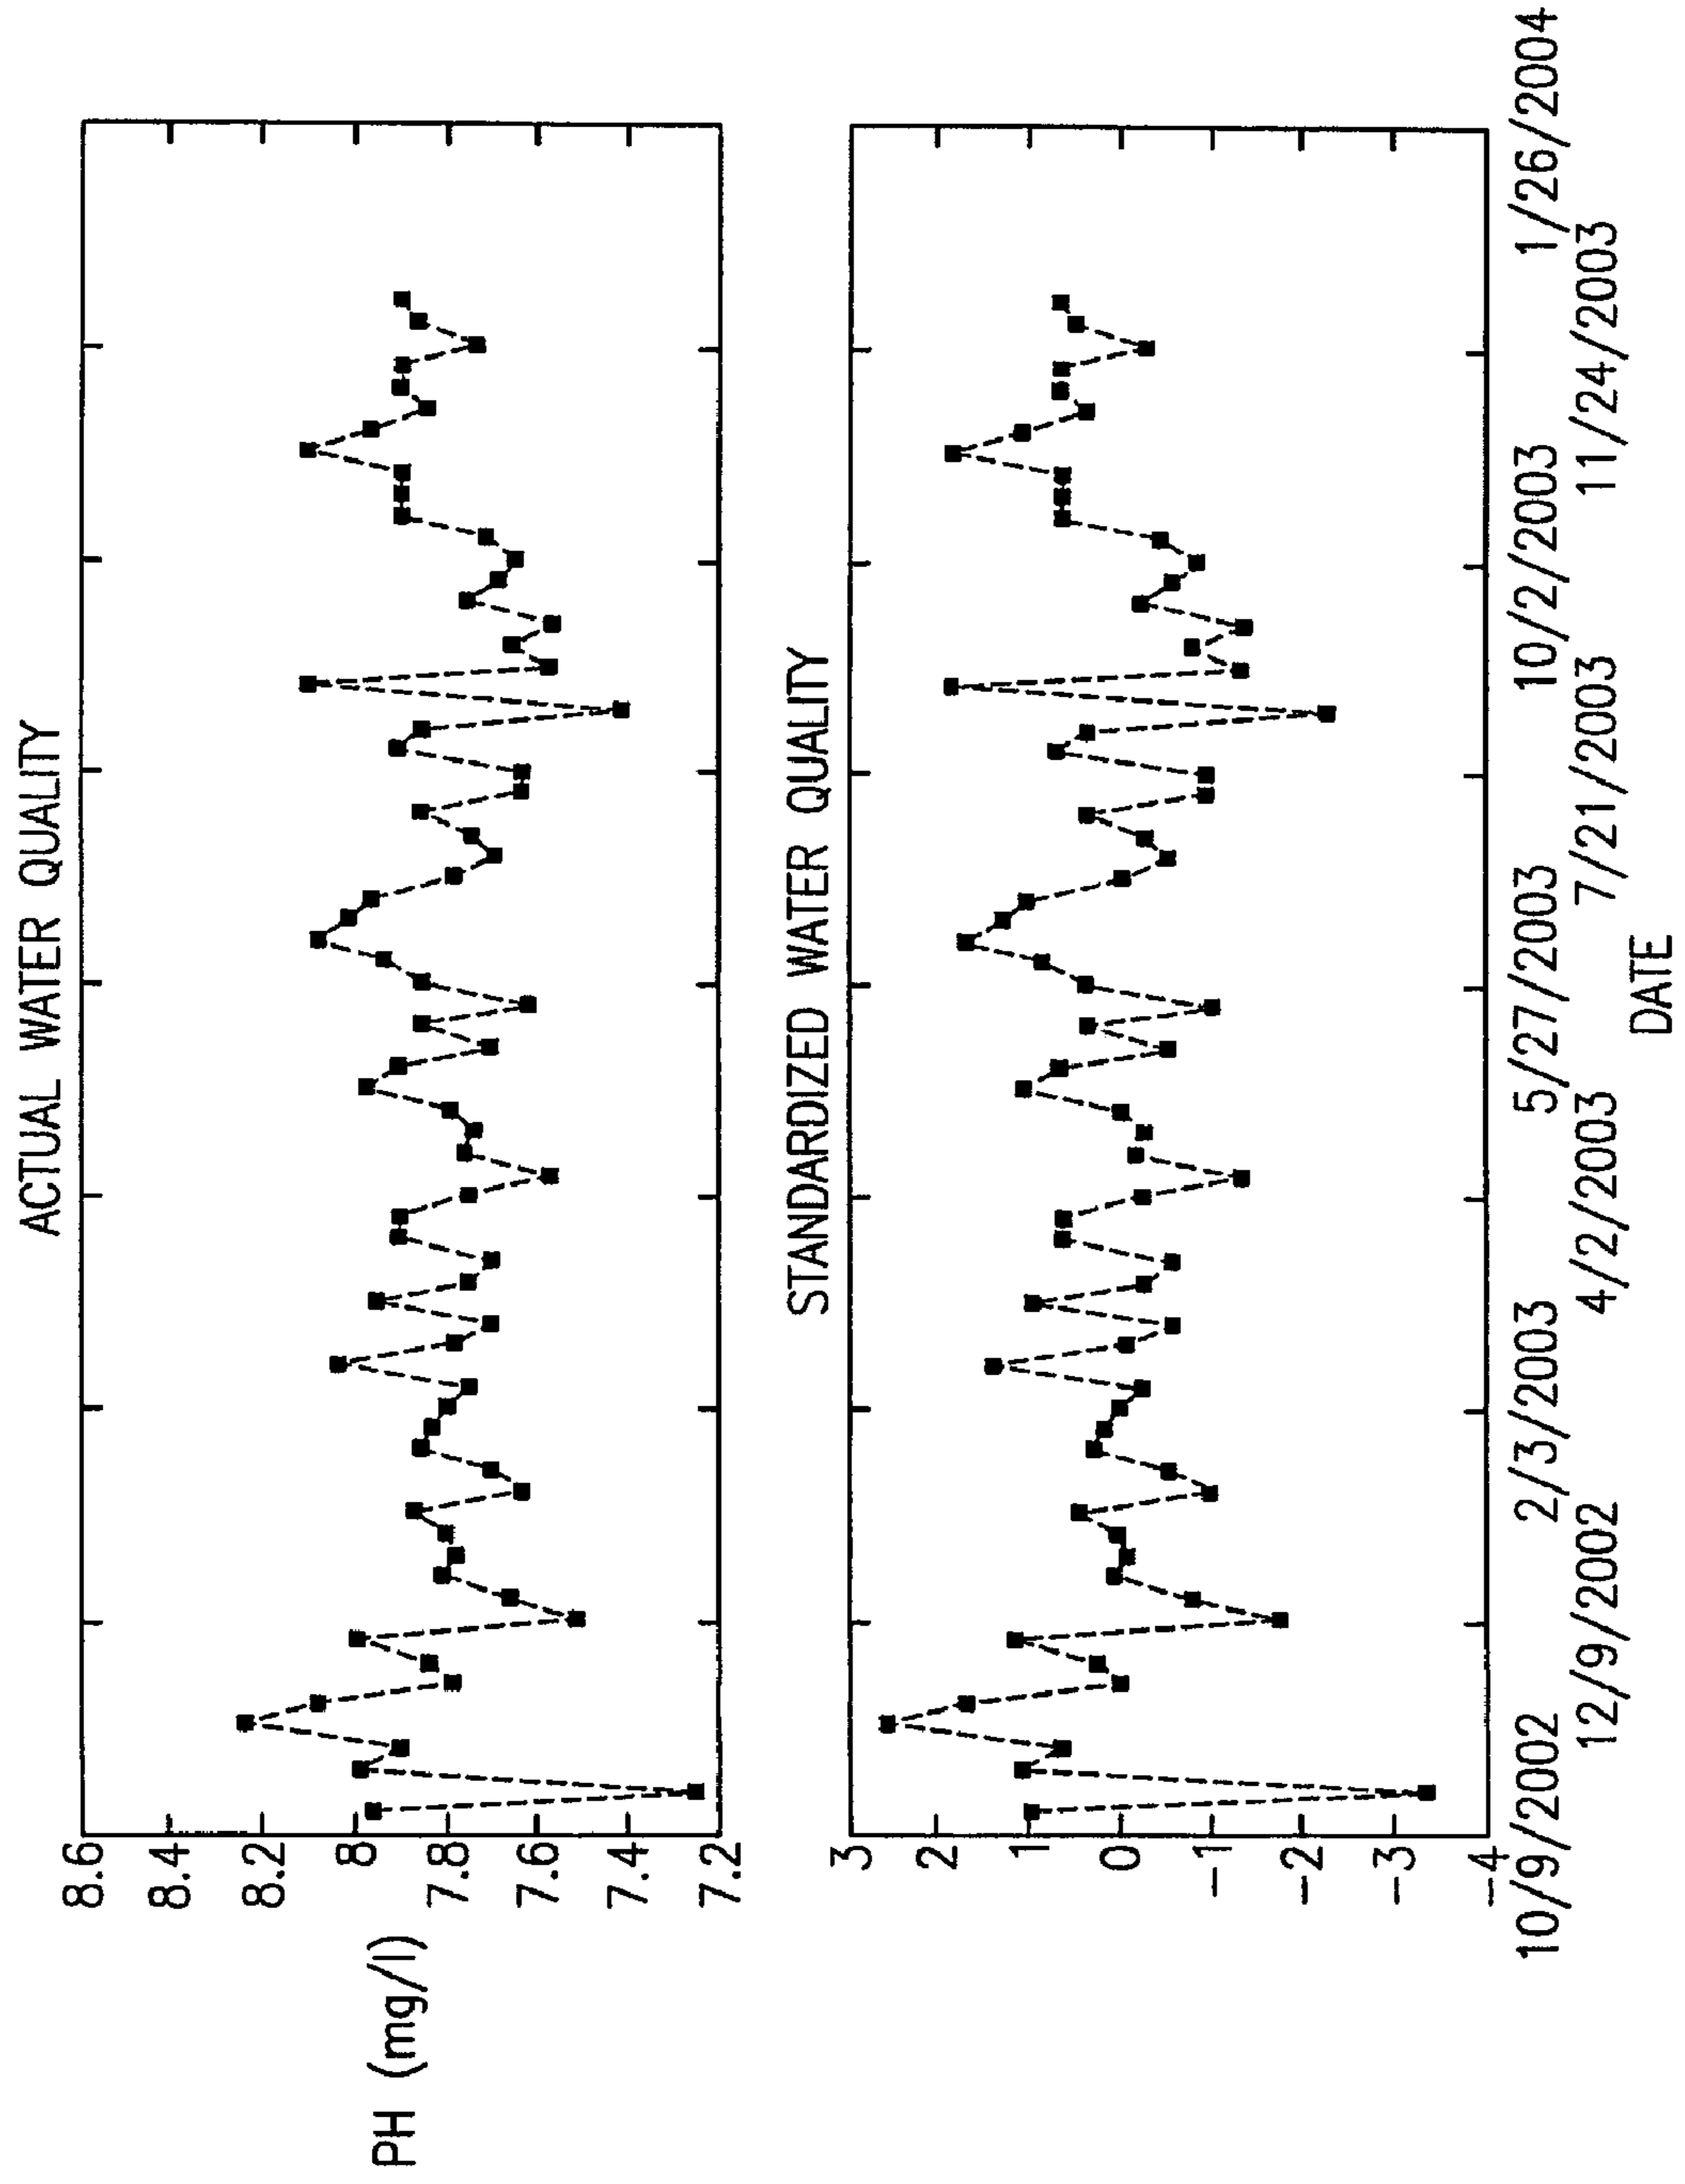 ACTUAL WATER QUALITY
8.6
8.4
8.2
8
7.8
7.6
7.4
7.2
PH (mg/l)
STANDARDIZED WATER QUALITY
3
2
1
0
-1
-2
-3
-4
10/9/2002 2/3/2003 5/27/2003 10/2/2003 1/26/2004
12/9/2002 4/2/2003 7/21/2003 11/24/2003
DATE